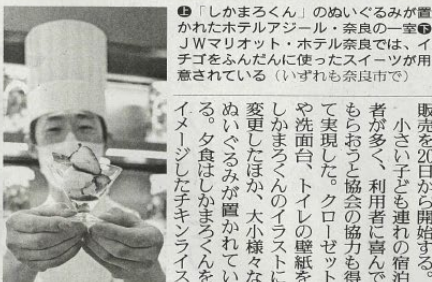 ㊤「しかまろくん」のぬいぐるみが置
かれたホテルアジール・奈良の一室㊦
ＪＷマリオット・ホテル奈良では、イ
チゴをふんだんに使ったスイーツが用
意されている（いずれも奈良市で）
販売を20日から開始する。
　小さい子ども連れの宿泊
者が多く、利用者に喜んで
もらおうと協会の協力も得
て実現した。クローゼット
や洗面台、トイレの壁紙を
しかまろくんのイラストに
変更したほか、大小様々な
ぬいぐるみが置かれてい
る。夕食はしかまろくんを
イメージしたチキンライス